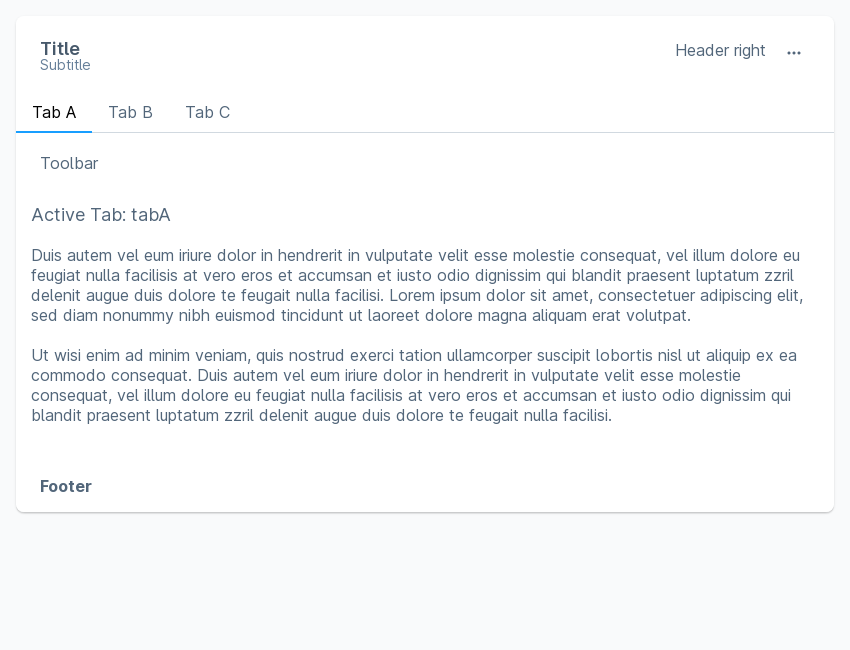 Title
Subtitle
Header right
Tab A
Tab B
Tab C
Toolbar
Active Tab: tabA
Duis autem vel eum iriure dolor in hendrerit in vulputate velit esse molestie consequat, vel illum dolore eu
feugiat nulla facilisis at vero eros et accumsan et iusto odio dignissim qui blandit praesent luptatum zzril
delenit augue duis dolore te feugait nulla facilisi. Lorem ipsum dolor sit amet, consectetuer adipiscing elit,
sed diam nonummy nibh euismod tincidunt ut laoreet dolore magna aliquam erat volutpat.
Ut wisi enim ad minim veniam, quis nostrud exerci tation ullamcorper suscipit lobortis nisl ut aliquip ex ea
commodo consequat. Duis autem vel eum iriure dolor in hendrerit in vulputate velit esse molestie
consequat, vel illum dolore eu feugiat nulla facilisis at vero eros et accumsan et iusto odio dignissim qui
blandit praesent luptatum zzril delenit augue duis dolore te feugait nulla facilisi.
Footer